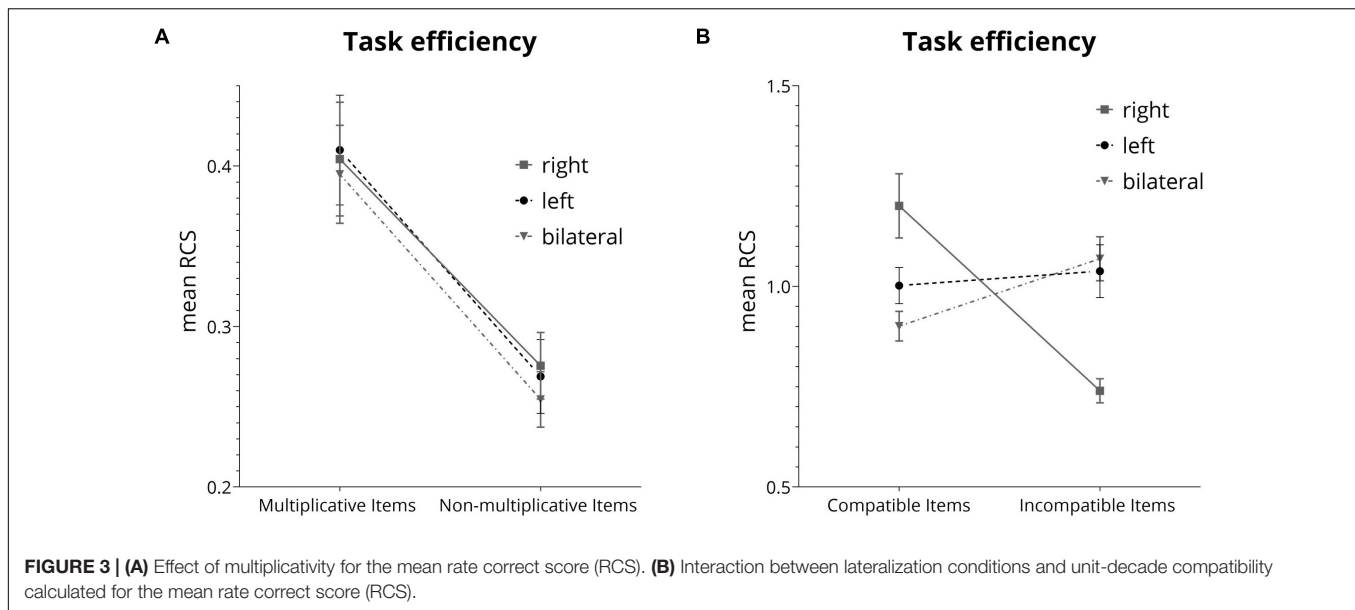 A
Task efficiency
mean RCS
0.4
0.3
0.2
right
left
bilateral
Multiplicative Items
Non-multiplicative Items
B
Task efficiency
mean RCS
1.5
1.0
0.5
right
left
bilateral
Compatible Items
Incompatible Items
FIGURE 3 | (A) Effect of multiplicativity for the mean rate correct score (RCS). (B) Interaction between lateralization conditions and unit-decade compatibility
calculated for the mean rate correct score (RCS).